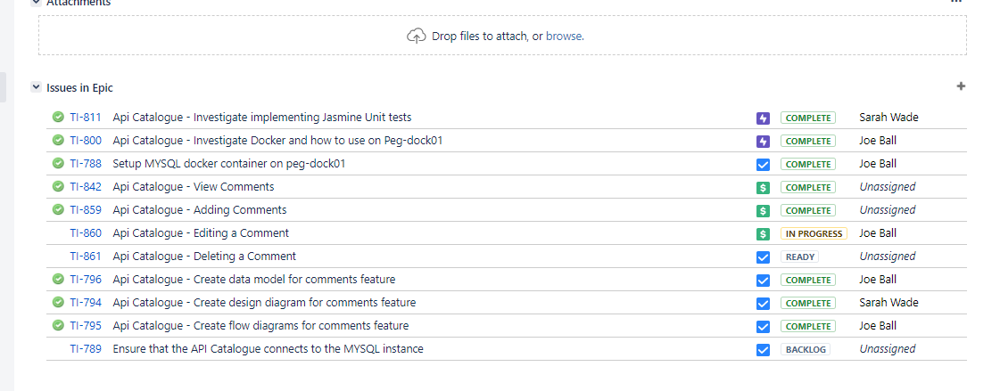 Attachments
Drop files to attach, or browse.
Issues in Epic
TI-811 Api Catalogue - Investigate implementing Jasmine Unit tests COMPLETE Sarah Wade
TI-800 Api Catalogue - Investigate Docker and how to use on Peg-dock01 COMPLETE Joe Ball
TI-788 Setup MYSQL docker container on peg-dock01 COMPLETE Joe Ball
TI-842 Api Catalogue - View Comments $ COMPLETE Unassigned
TI-859 Api Catalogue - Adding Comments $ COMPLETE Unassigned
TI-860 Api Catalogue - Editing a Comment $ IN PROGRESS Joe Ball
TI-861 Api Catalogue - Deleting a Comment READY Unassigned
TI-796 Api Catalogue - Create data model for comments feature COMPLETE Joe Ball
TI-794 Api Catalogue - Create design diagram for comments feature COMPLETE Sarah Wade
TI-795 Api Catalogue - Create flow diagrams for comments feature COMPLETE Joe Ball
TI-789 Ensure that the API Catalogue connects to the MYSQL instance BACKLOG Unassigned